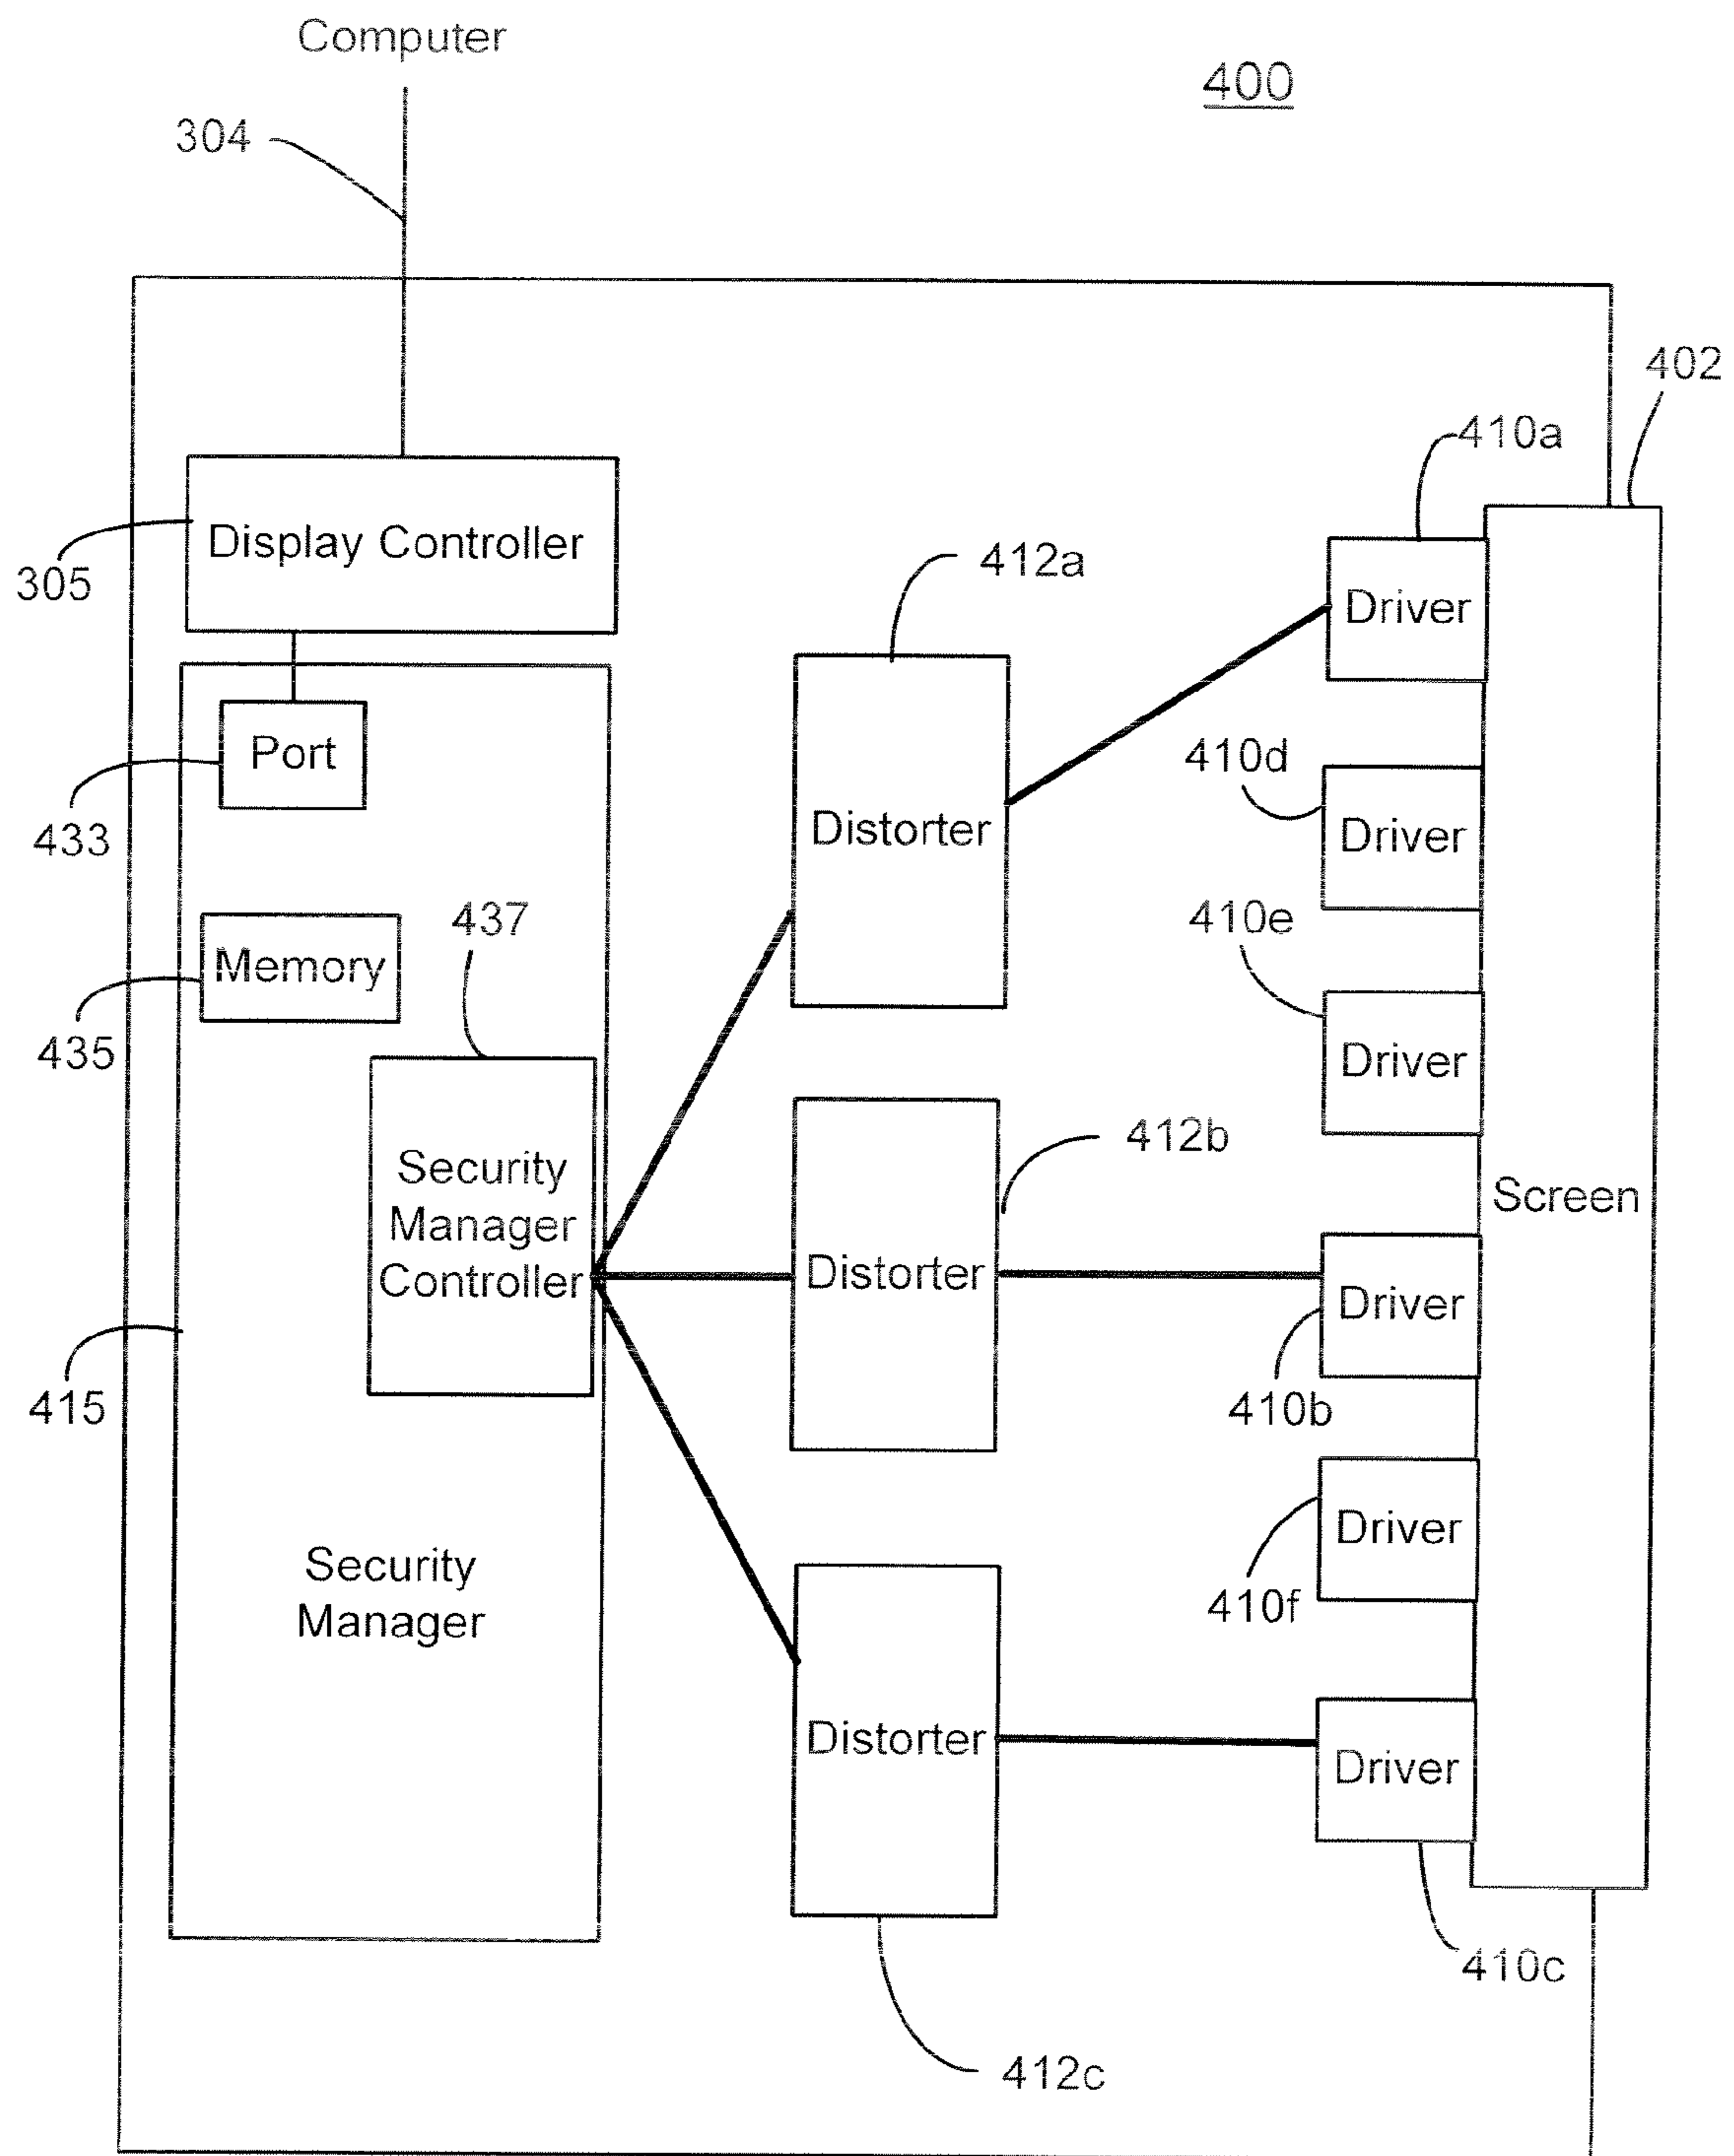 Computer
400
304
402
410a
Display Controller
305
412a
Driver
Port
433
410d
Distorter
Driver
437
410e
Memory
435
Driver
412b
Security
Manager
Controller
Screen
Distorter
Driver
415
410b
Security
Manager
Driver
410f
Distorter
Driver
410c
412c